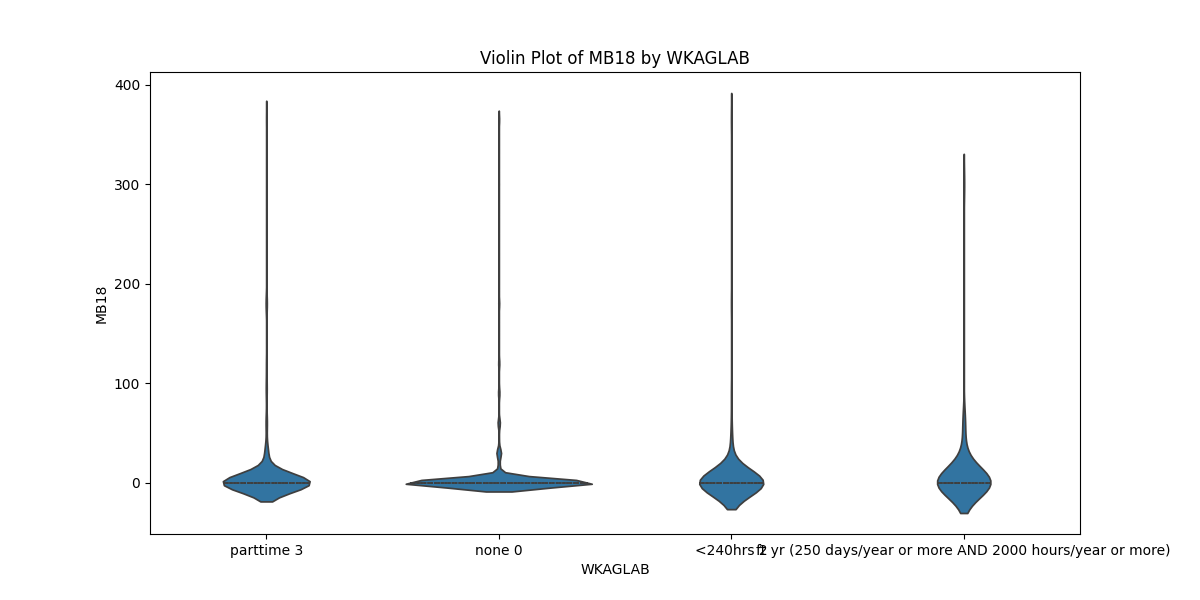 Violin Plot of MB18 by WKAGLAB
400
300
200
100
0
MB18
parttime 3
none 0
<240hrs 2
ft yr (250 days/year or more AND 2000 hours/year or more)
WKAGLAB